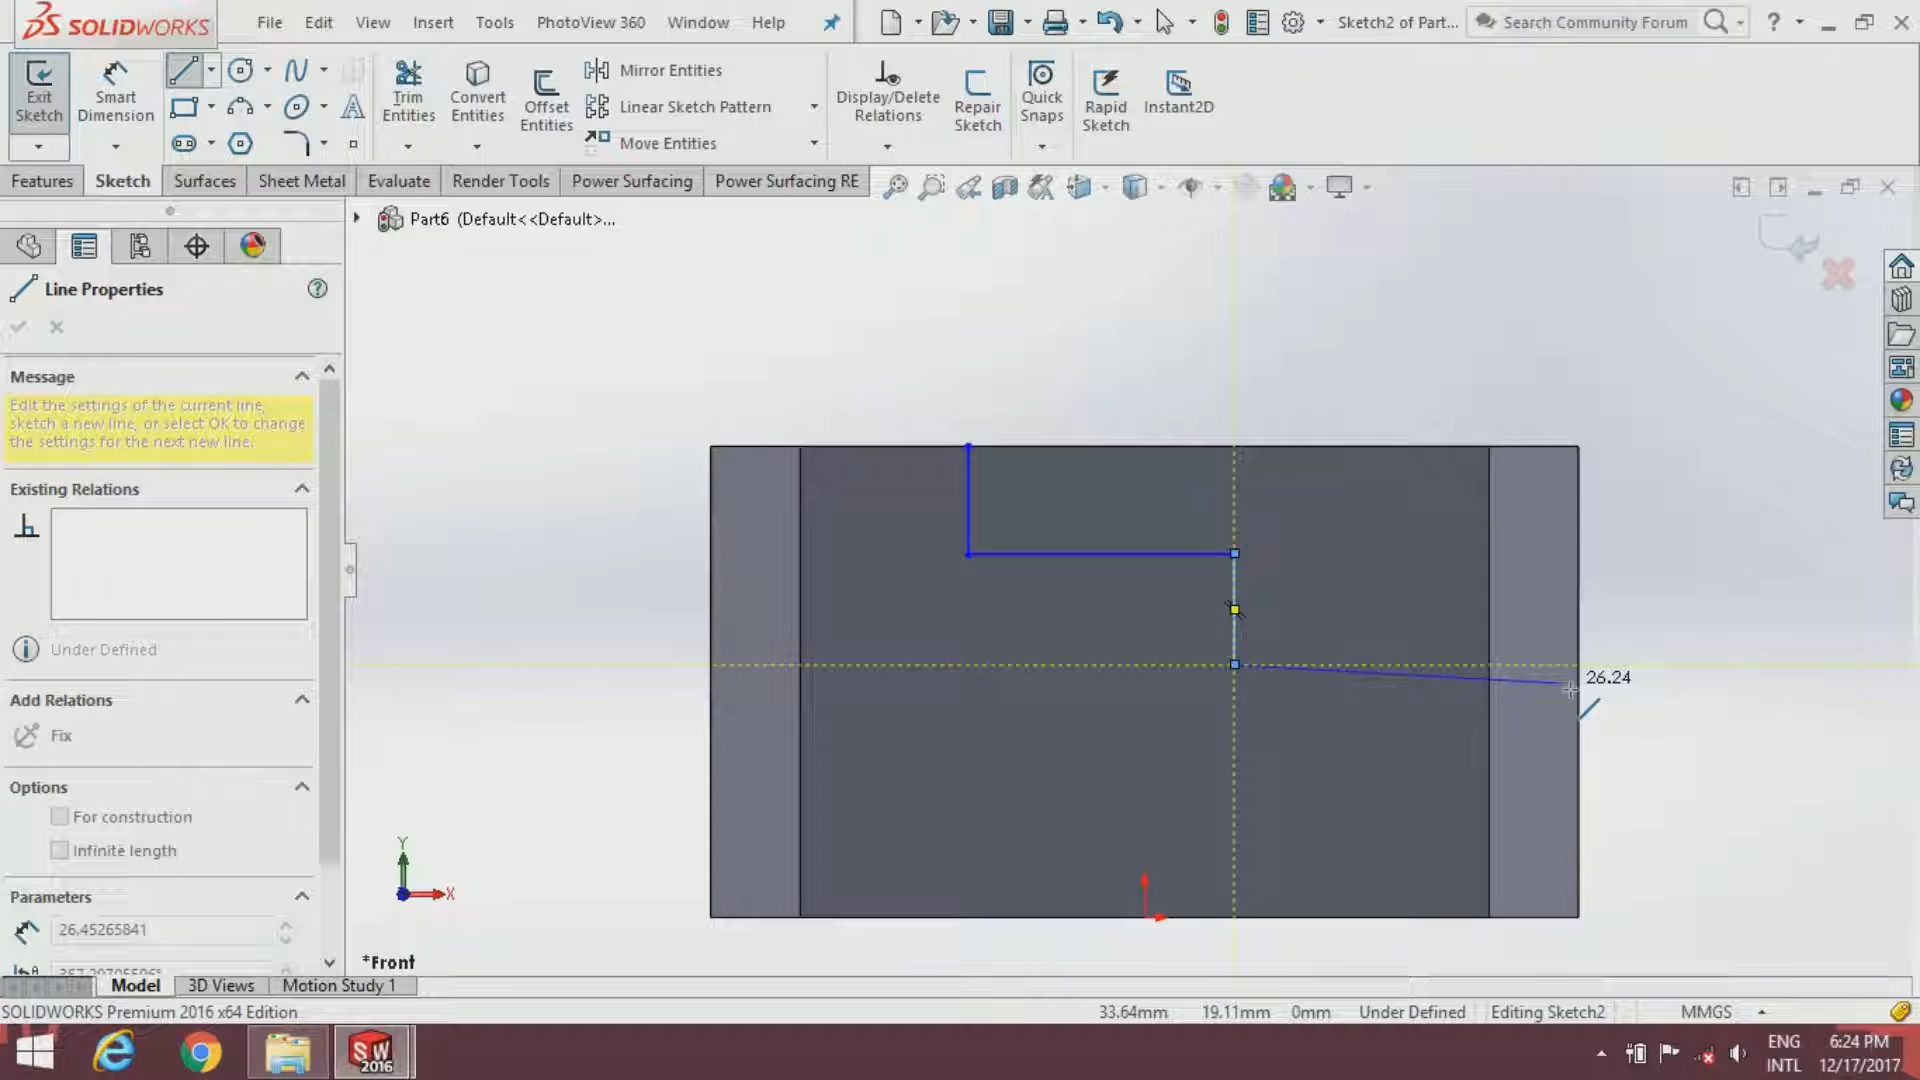 SOLIDWORKS
File Edit View Insert Tools PhotoView 360 Window Help
Sketch2 of Part...
Search Community Forum
Exit Sketch
Smart Dimension
Trim Entities
Convert Entities
Offset Entities
Mirror Entities
Linear Sketch Pattern
Move Entities
Display/Delete Relations
Repair Sketch
Quick Snaps
Rapid Sketch
Instant2D
Features Sketch Surfaces Sheet Metal Evaluate Render Tools Power Surfacing Power Surfacing RE
Part6 (Default<<Default>...
Line Properties
Message
Edit the settings of the current line,
sketch a new line, or select OK to change
the settings for the next new line.
Existing Relations
Under Defined
Add Relations
Fix
Options
For construction
Infinite length
Parameters
26.45265841
26.24
Y
X
*Front
Model 3D Views Motion Study 1
SOLIDWORKS Premium 2016 x64 Edition
33.64mm 19.11mm 0mm Under Defined Editing Sketch2 MMGS
SW 2016
ENG 6:24 PM
INTL 12/17/2017